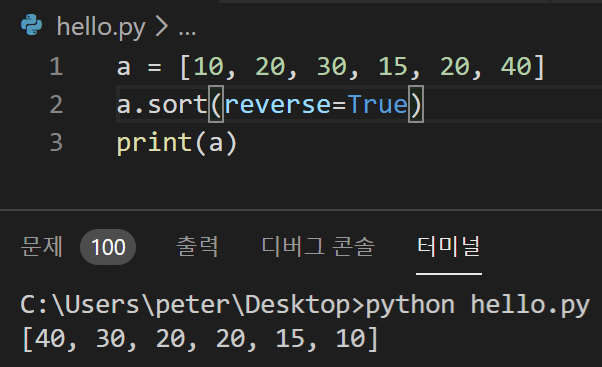 hello.py > ...
1 a = [10, 20, 30, 15, 20, 40]
2 a.sort(reverse=True)
3 print(a)
문제 100 출력 디버그 콘솔 터미널
C:\Users\peter\Desktop>python hello.py
[40, 30, 20, 20, 15, 10]